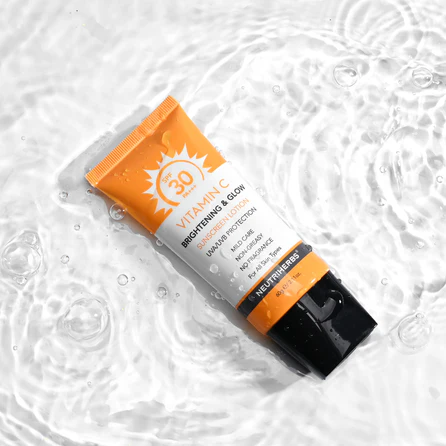 SPF
30
PA+++
VITAMIN C
BRIGHTENING & GLOW
SUNSCREEN LOTION
UVA/UVB PROTECTION
MILD CARE
NON-GREASY
NO FRAGRANCE
For All Skin Types
NEUTRIHERBS